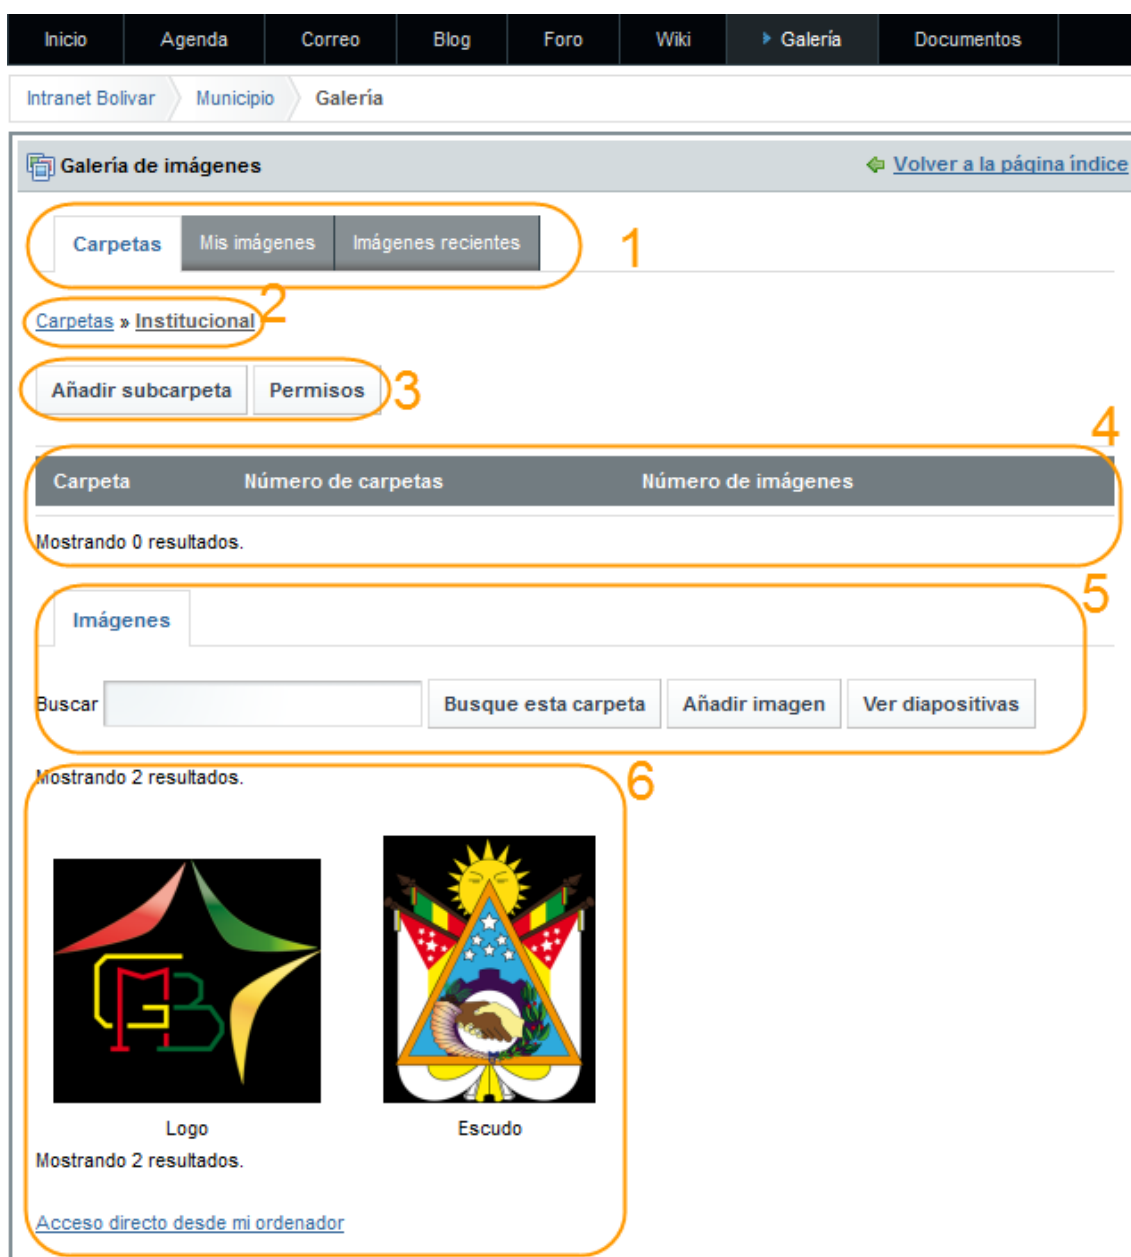 Inicio Agenda Correo Blog Foro Wiki Galería Documentos
Intranet Bolivar Municipio Galería
Galería de imágenes Volver a la página índice
Carpetas Mis imágenes Imágenes recientes 1
2
Carpetas » Institucional
Añadir subcarpeta Permisos 3
4
Carpeta Número de carpetas Número de imágenes
Mostrando 0 resultados.
5
Imágenes
Buscar Busque esta carpeta Añadir imagen Ver diapositivas
Mostrando 2 resultados. 6
GMB
Logo Escudo
Mostrando 2 resultados.
Acceso directo desde mi ordenador